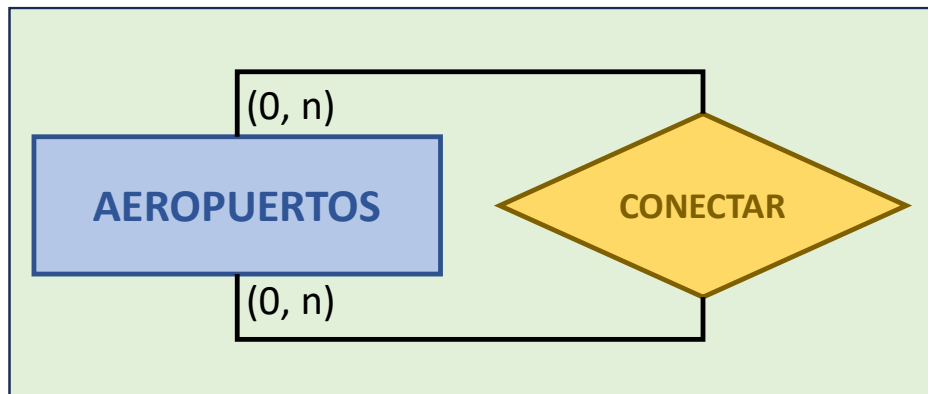 (0, n)
AEROPUERTOS
CONECTAR
(0, n)